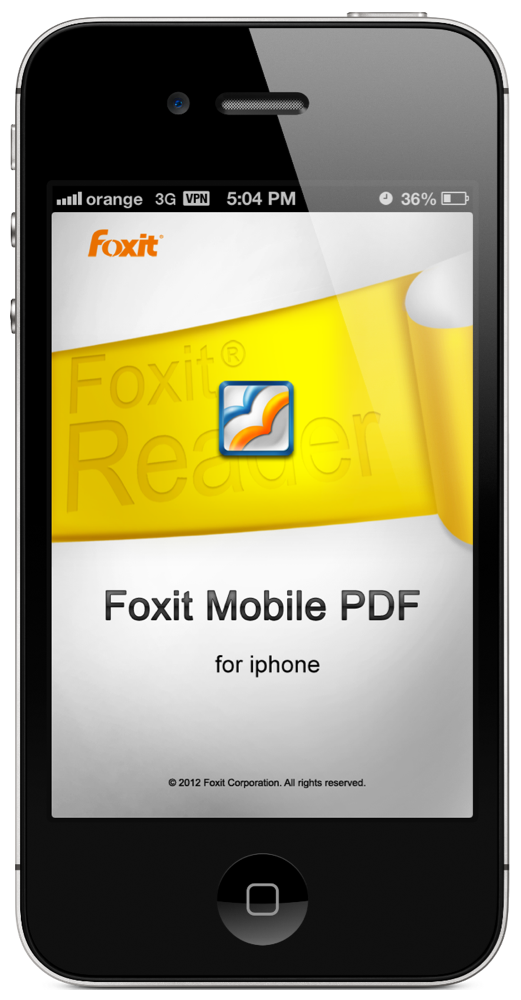 orange 3G VPN 5:04 PM 36%
foxit®
Foxit®
Reader
Foxit Mobile PDF
for iphone
© 2012 Foxit Corporation. All rights reserved.